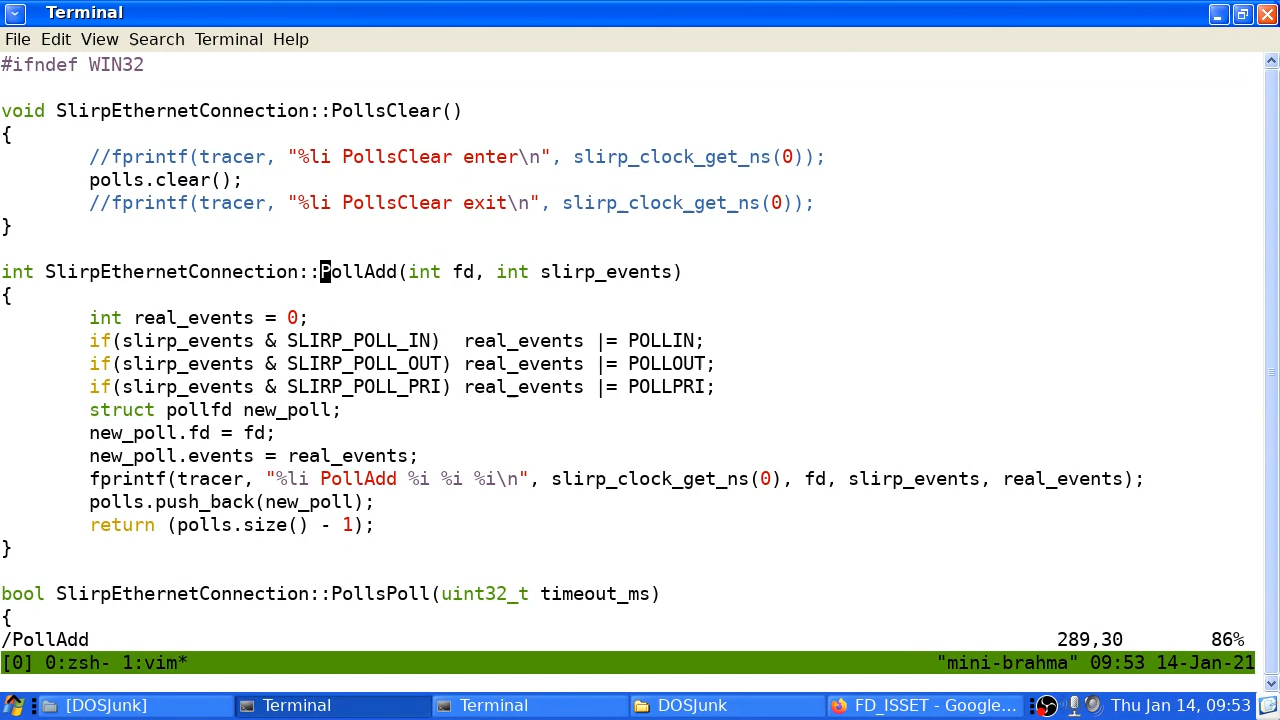 Terminal
File Edit View Search Terminal Help
#ifndef WIN32
void SlirpEthernetConnection::PollsClear()
{
//fprintf(tracer, "%li PollsClear enter\n", slirp_clock_get_ns(0));
polls.clear();
//fprintf(tracer, "%li PollsClear exit\n", slirp_clock_get_ns(0));
}
int SlirpEthernetConnection::PollAdd(int fd, int slirp_events)
{
int real_events = 0;
if(slirp_events & SLIRP_POLL_IN)  real_events |= POLLIN;
if(slirp_events & SLIRP_POLL_OUT) real_events |= POLLOUT;
if(slirp_events & SLIRP_POLL_PRI) real_events |= POLLPRI;
struct pollfd new_poll;
new_poll.fd = fd;
new_poll.events = real_events;
fprintf(tracer, "%li PollAdd %i %i %i\n", slirp_clock_get_ns(0), fd, slirp_events, real_events);
polls.push_back(new_poll);
return (polls.size() - 1);
}
bool SlirpEthernetConnection::PollsPoll(uint32_t timeout_ms)
{
/PollAdd 289,30 86%
[0] 0:zsh- 1:vim* "mini-brahma" 09:53 14-Jan-21
[DOSJunk] Terminal Terminal DOSJunk FD_ISSET - Google... Thu Jan 14, 09:53